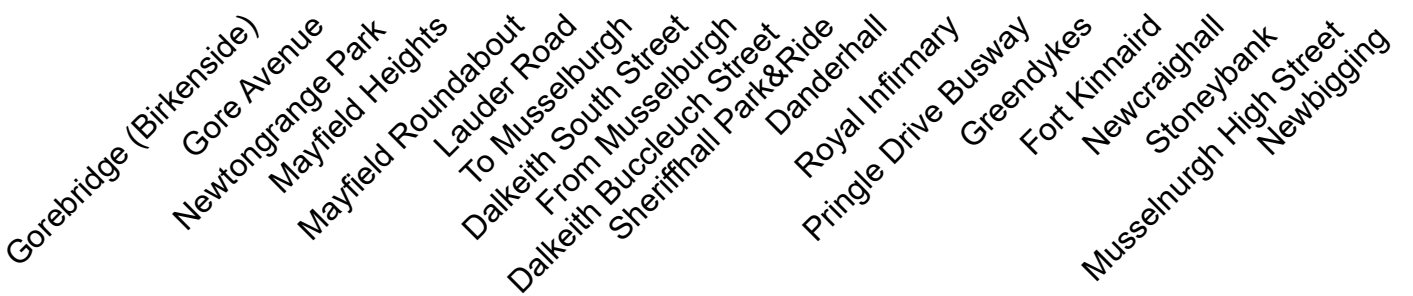 Gorebridge (Birkenside)
Gore Avenue
Newtongrange Park
Mayfield Heights
Mayfield Roundabout
Lauder Road
To Musselburgh
Dalkeith South Street
From Musselburgh
Dalkeith Buccleuch Street
Sheriffhall Park&Ride
Danderhall
Royal Infirmary
Pringle Drive Busway
Greendykes
Fort Kinnaird
Newcraighall
Stoneybank
Musselnurgh High Street
Newbigging